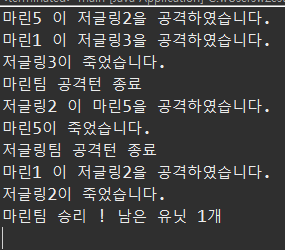 마린5 이 저글링2을 공격하였습니다.
마린1 이 저글링3을 공격하였습니다.
저글링3이 죽었습니다.
마린팀 공격턴 종료
저글링2 이 마린5을 공격하였습니다.
마린5이 죽었습니다.
저글링팀 공격턴 종료
마린1 이 저글링2을 공격하였습니다.
저글링2이 죽었습니다.
마린팀 승리 ! 남은 유닛 1개